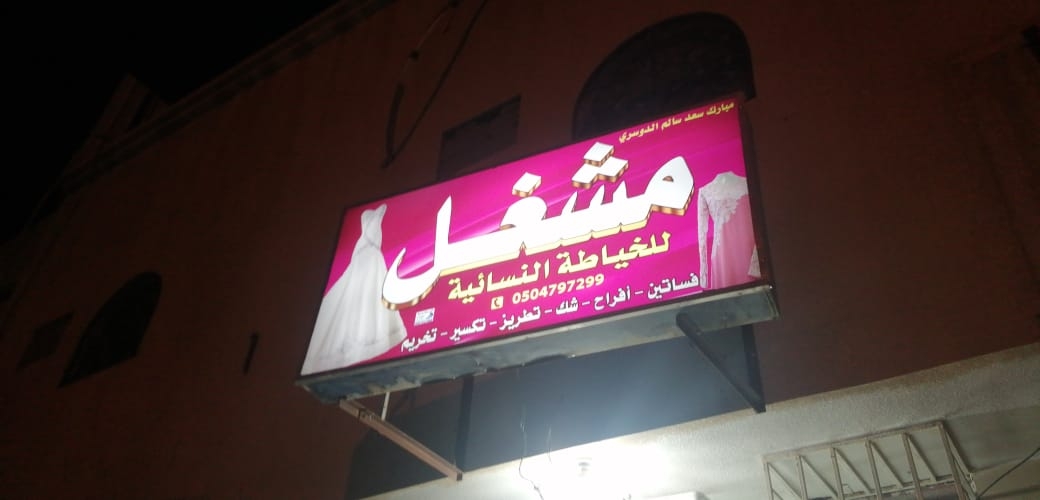 مبارك سعد سالم الدوسري
مشغل
للخياطة النسائية
0504797299
فساتين - أفراح - شك - تطريز - تكسير - تخريم